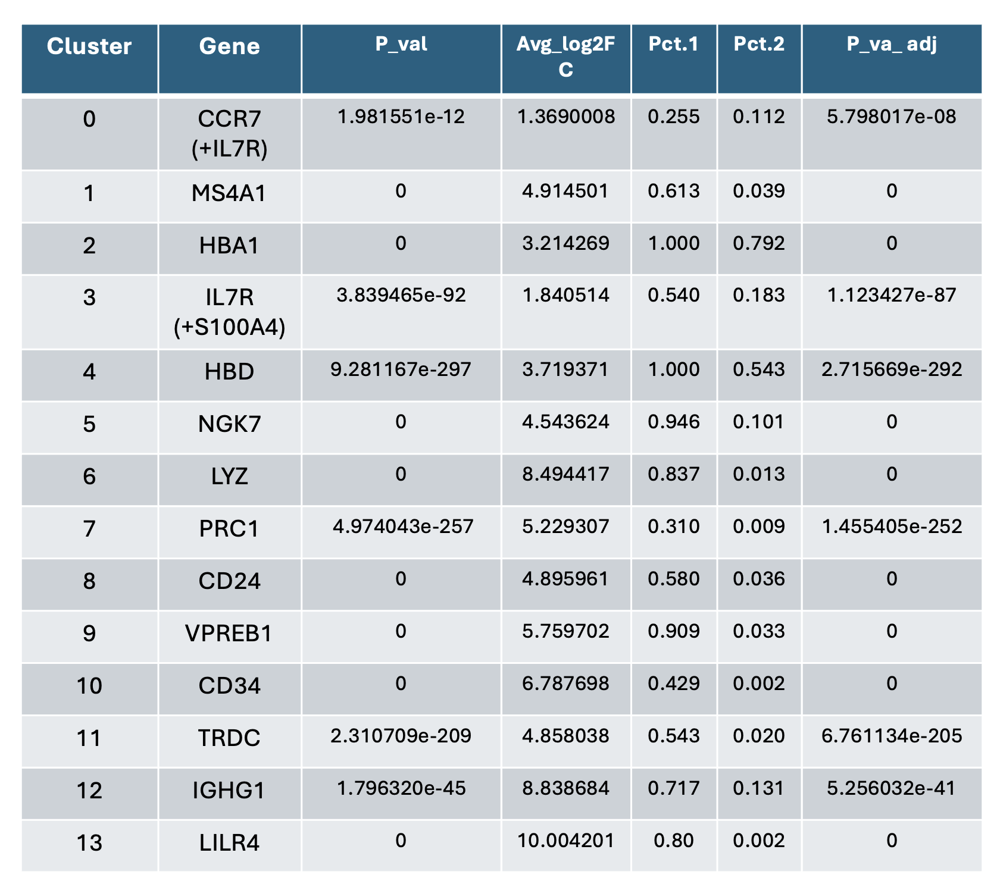 Cluster Gene P_val Avg_log2F Pct.1 Pct.2 P_va_ adj
C
0 CCR7 1.981551e-12 1.3690008 0.255 0.112 5.798017e-08
(+IL7R)
1 MS4A1 0 4.914501 0.613 0.039 0
2 HBA1 0 3.214269 1.000 0.792 0
3 IL7R 3.839465e-92 1.840514 0.540 0.183 1.123427e-87
(+S100A4)
4 HBD 9.281167e-297 3.719371 1.000 0.543 2.715669e-292
5 NGK7 0 4.543624 0.946 0.101 0
6 LYZ 0 8.494417 0.837 0.013 0
7 PRC1 4.974043e-257 5.229307 0.310 0.009 1.455405e-252
8 CD24 0 4.895961 0.580 0.036 0
9 VPREB1 0 5.759702 0.909 0.033 0
10 CD34 0 6.787698 0.429 0.002 0
11 TRDC 2.310709e-209 4.858038 0.543 0.020 6.761134e-205
12 IGHG1 1.796320e-45 8.838684 0.717 0.131 5.256032e-41
13 LILR4 0 10.004201 0.80 0.002 0